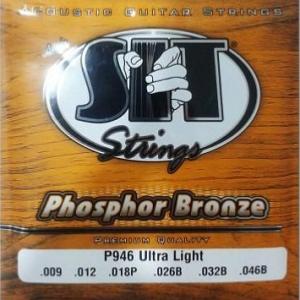 ACOUSTIC GUITAR STRINGS
SIT
Strings
Phosphor Bronze
PREMIUM QUALITY
P946 Ultra Light
.009 .012 .018P .026B .032B .046B